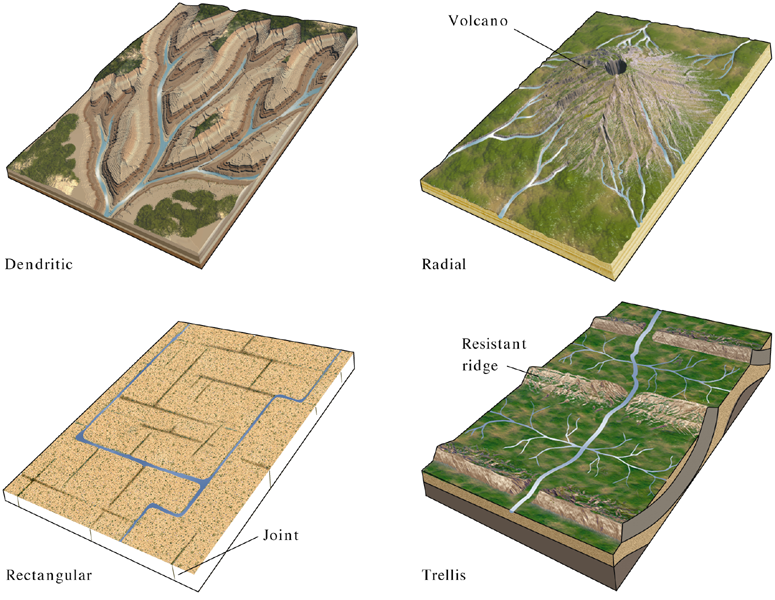 Volcano
Dendritic
Radial
Resistant
ridge
Joint
Rectangular
Trellis